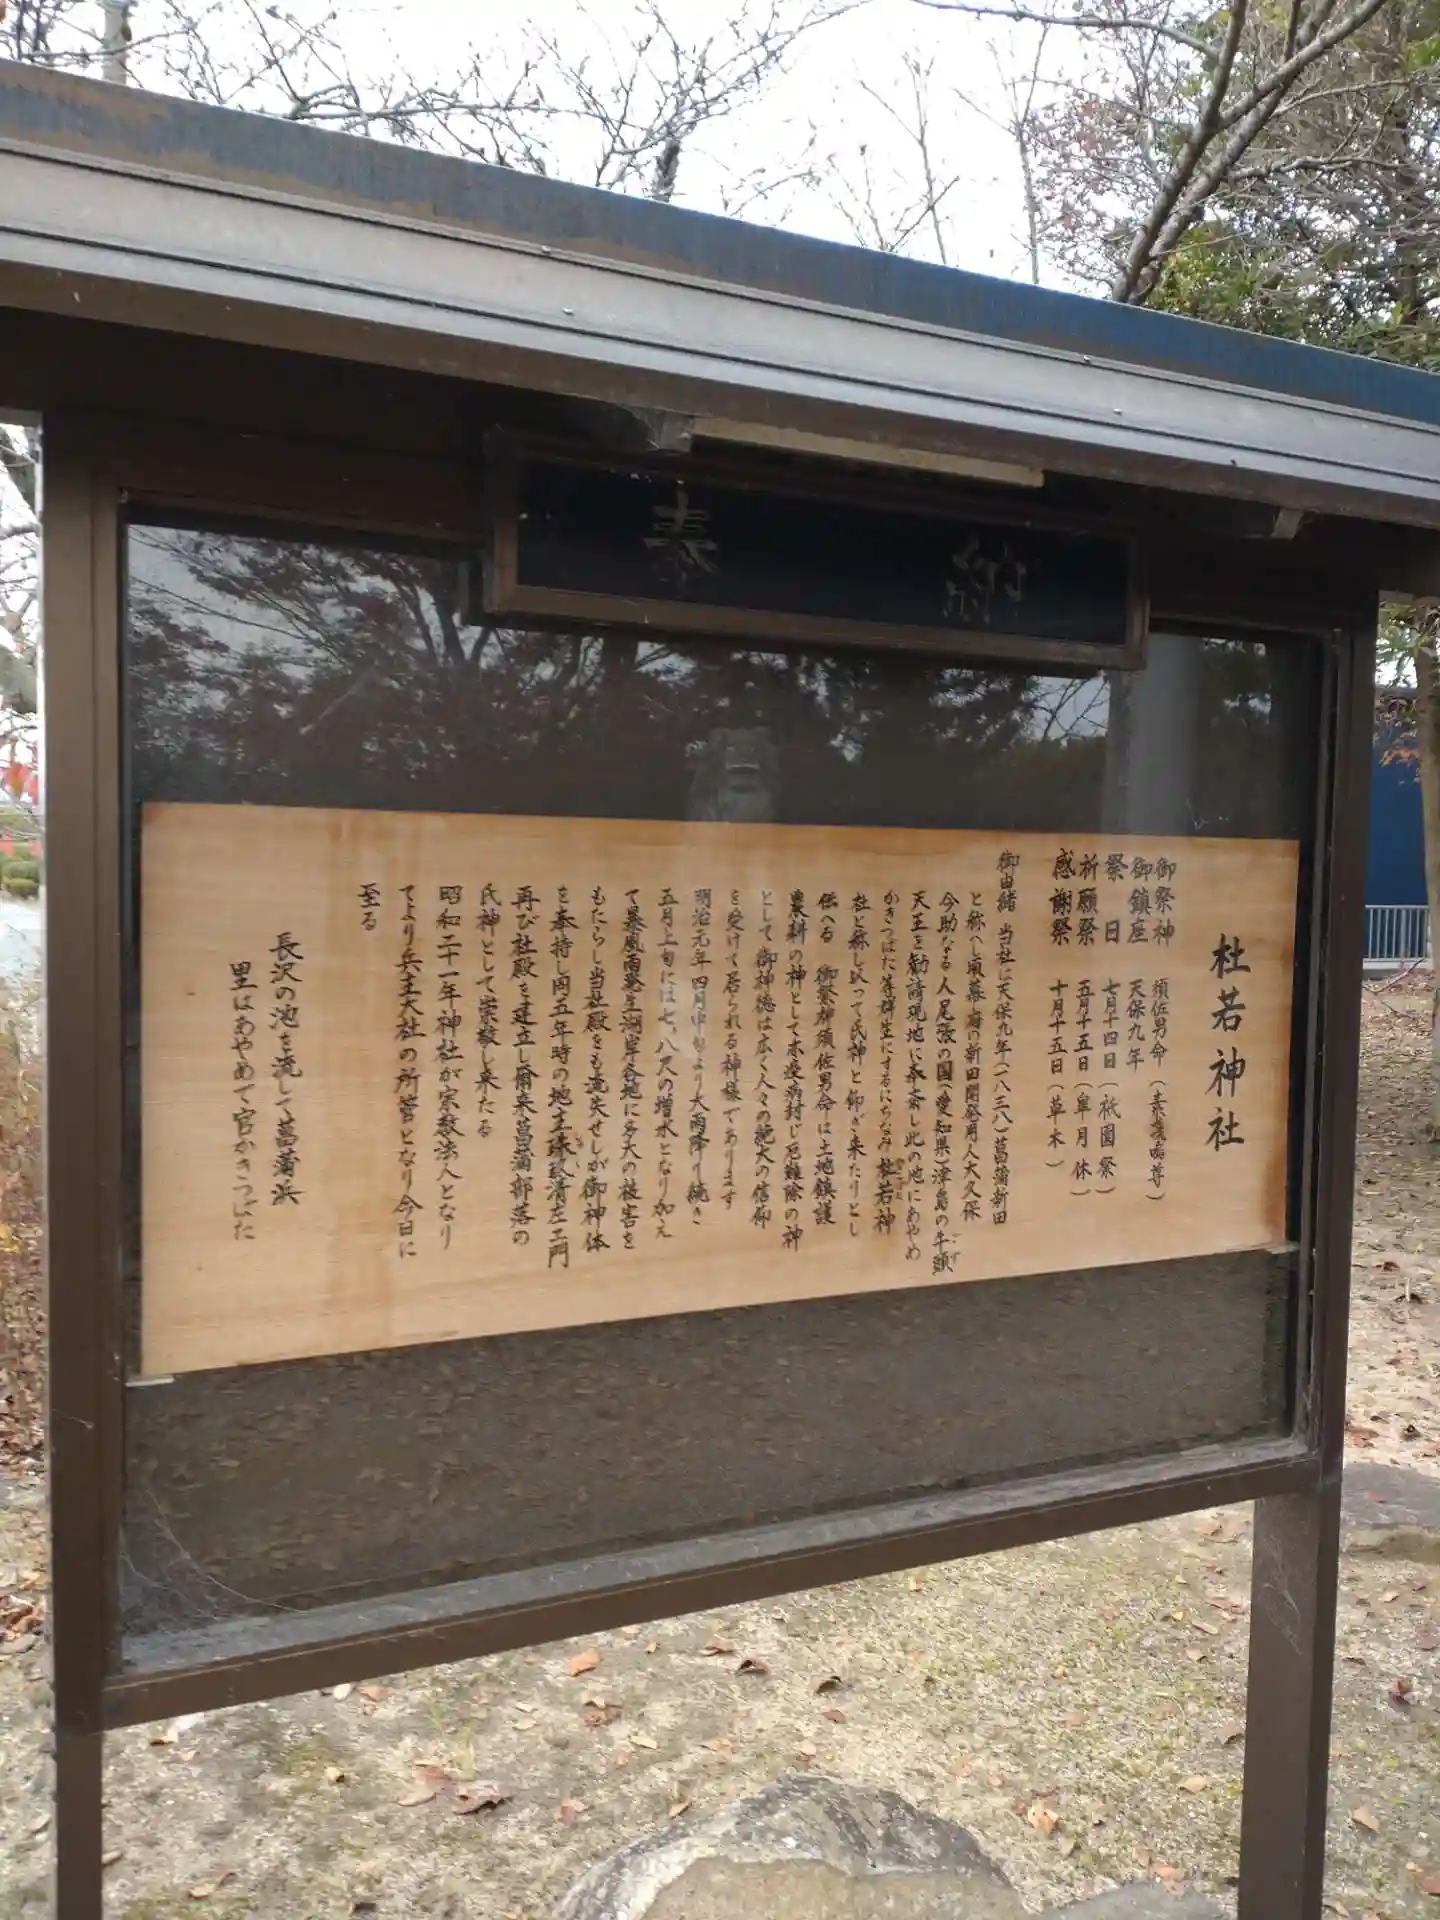 奉納
杜若神社
御祭神 須佐男命（素戔嗚尊）
御鎮座 天保九年
祭日 七月十四日（祇園祭）
祈願祭 五月十五日（皐月休）
感謝祭 十月十五日（草木）
御由緒 当社は天保九年（一八三八）菖蒲新田
と称へし頃幕府の新田開発用人大久保
今助なる人尾張の国（愛知県）津島の牛頭
ごず
天王を勧請現地に奉斎し此の池にあやめ
かきつばた等群生にするにちなみ杜若神
社と称し以って氏神と仰ぎ来たりとし
伝へる 御祭神須佐男命は土地鎮護
農耕の神として亦疫病封じ厄難除の神
として御神徳は広く人々の絶大の信仰
を受けて居られる神様であります
明治元年四月中旬より大雨降り続き
五月上旬には七、八尺の増水となり加え
て暴風雨発生湖岸各地に多大の被害を
もたらし当社殿をも流失せしが御神体
を奉持し同五年時の地主珠玖清左エ門
再び社殿を建立し爾来菖蒲部落の
氏神として崇敬し来たる
昭和二十一年神社が宗教法人となり
てより兵主大社の所管となり今日に
至る
長沢の池を流して菖蒲浜
里はあやめで宮かきつばた